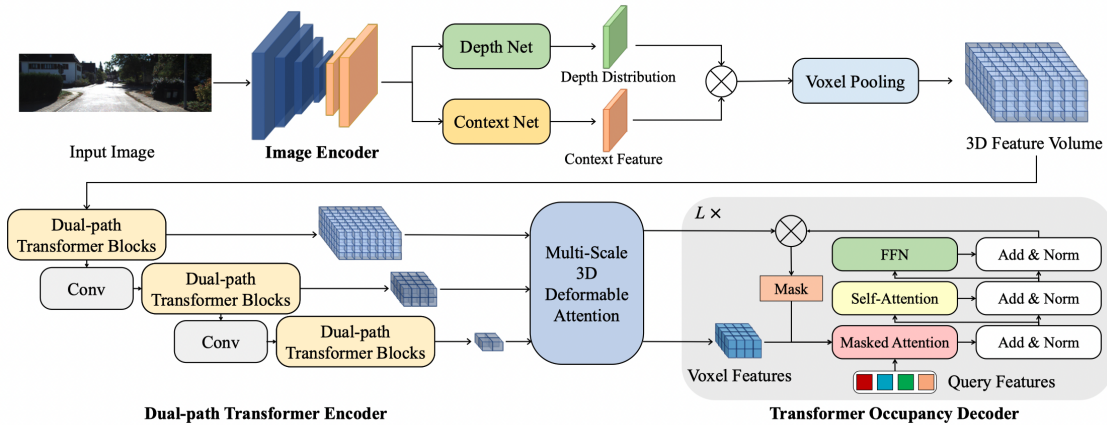 Input Image
Image Encoder
Depth Net
Context Net
Depth Distribution
Context Feature
Voxel Pooling
3D Feature Volume
Dual-path
Transformer Blocks
Conv
Dual-path
Transformer Blocks
Conv
Dual-path
Transformer Blocks
Dual-path Transformer Encoder
Multi-Scale
3D
Deformable
Attention
L ×
Mask
Voxel Features
FFN
Add & Norm
Self-Attention
Add & Norm
Masked Attention
Add & Norm
Query Features
Transformer Occupancy Decoder